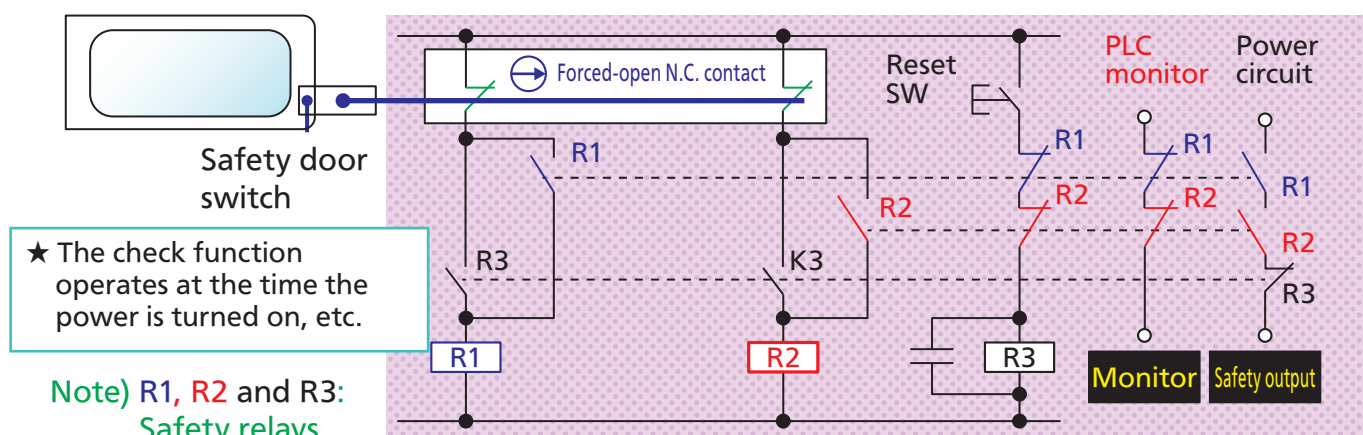 Forced-open N.C. contact
Reset
SW
PLC
monitor
Power
circuit
Safety door
switch
R1
R1
R1
R1
R2
R2
R2
R2
★ The check function
operates at the time the
power is turned on, etc.
R3
K3
R3
R1
R2
R3
Monitor
Safety output
Note) R1, R2 and R3:
Safety relays